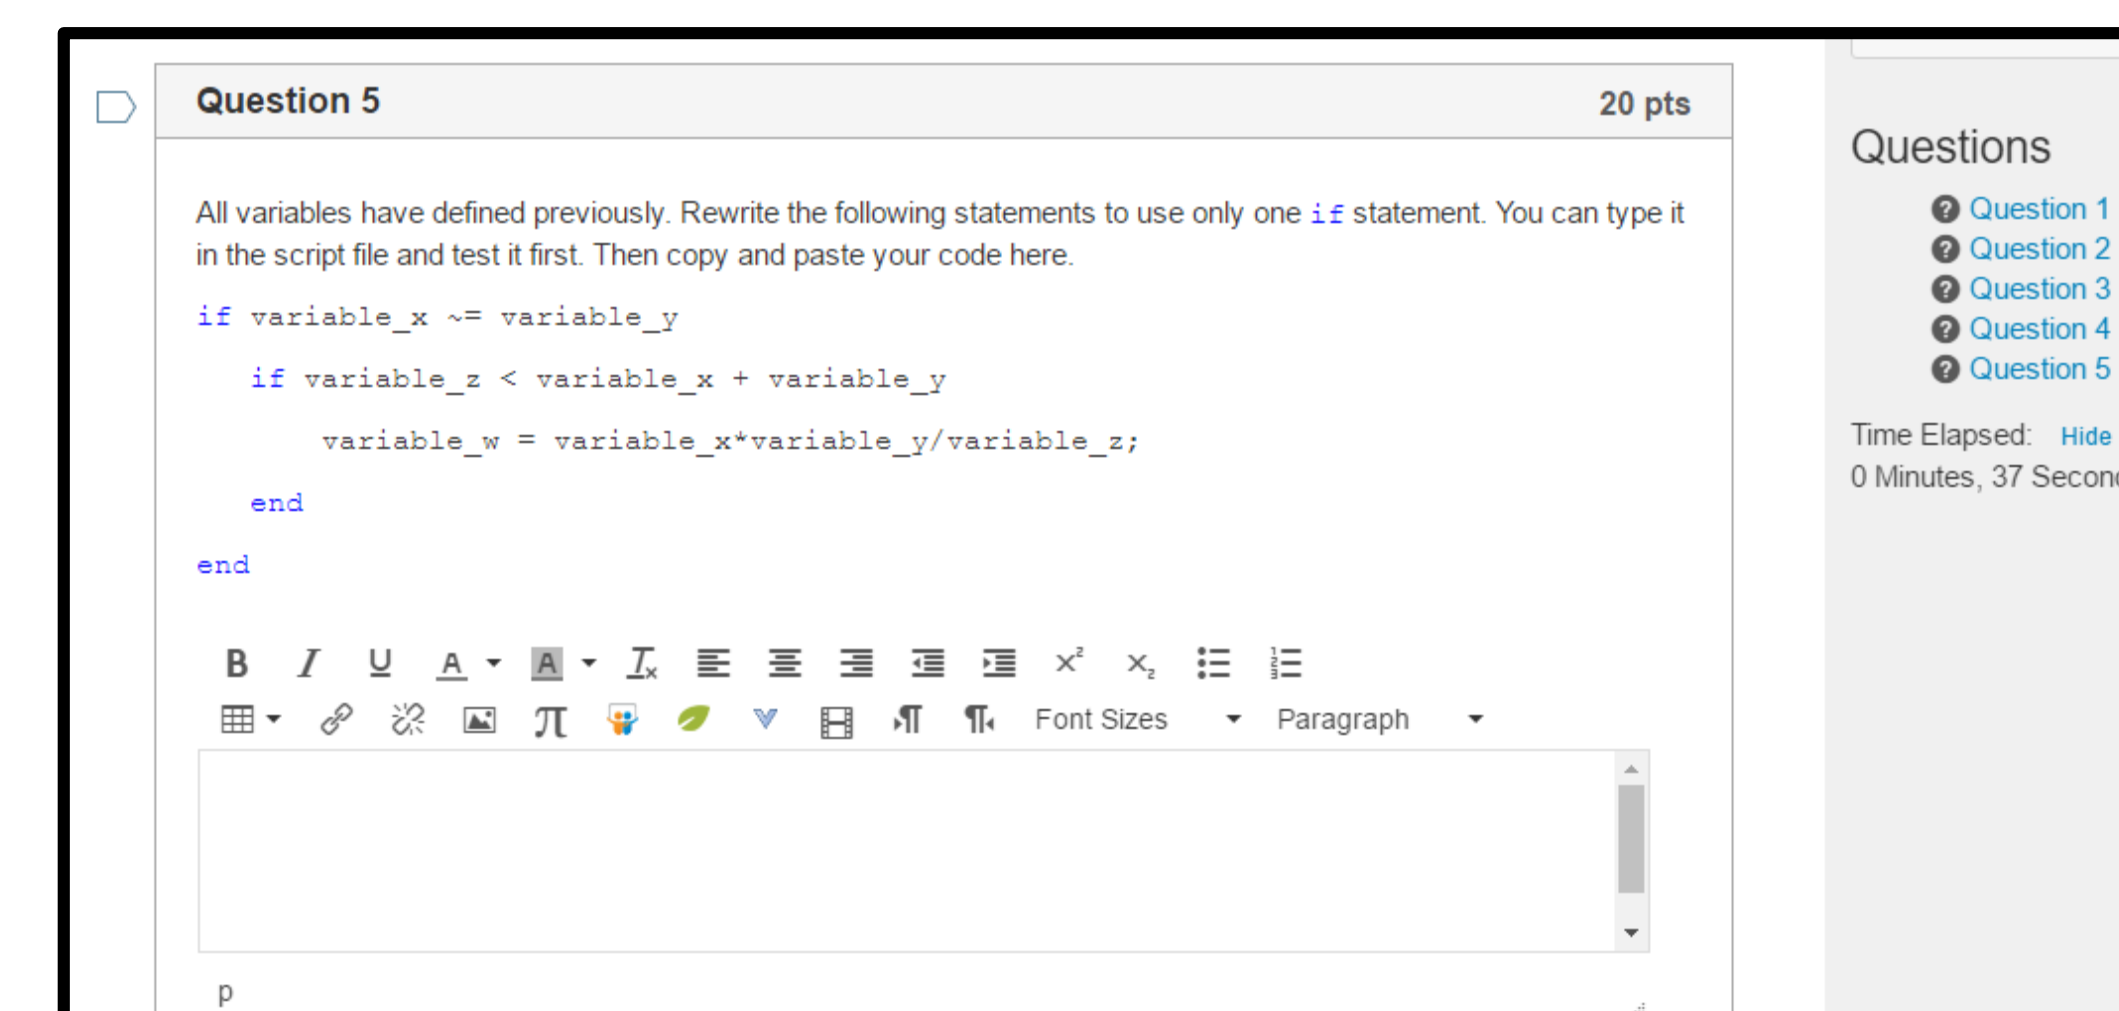 Question 5
20 pts
All variables have defined previously. Rewrite the following statements to use only one if statement. You can type it
in the script file and test it first. Then copy and paste your code here.
if variable_x ~= variable_y
if variable_z < variable_x + variable_y
variable_w = variable_x*variable_y/variable_z;
end
end
B I U A A Tx x² x₂
π Font Sizes Paragraph
p
Questions
Question 1
Question 2
Question 3
Question 4
Question 5
Time Elapsed: Hide
0 Minutes, 37 Secon